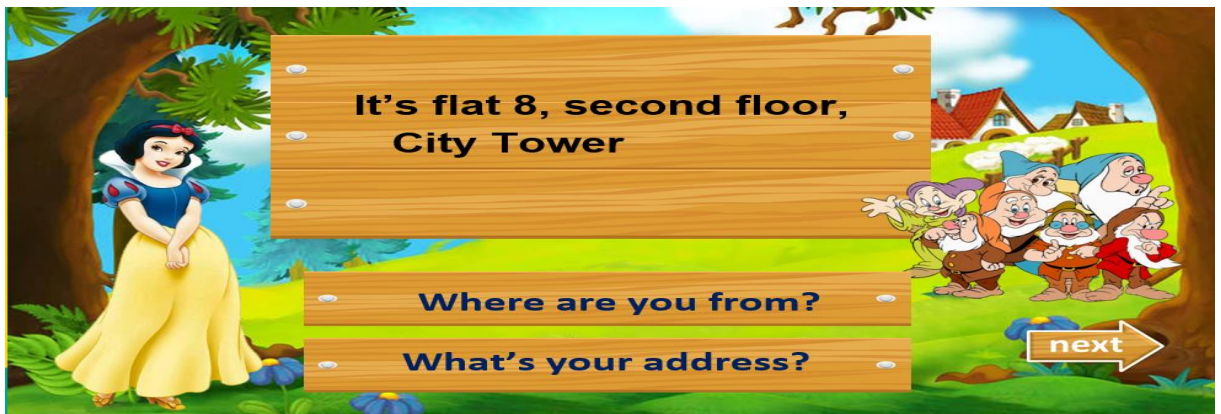 It’s flat 8, second floor,
City Tower
Where are you from?
What’s your address?
next